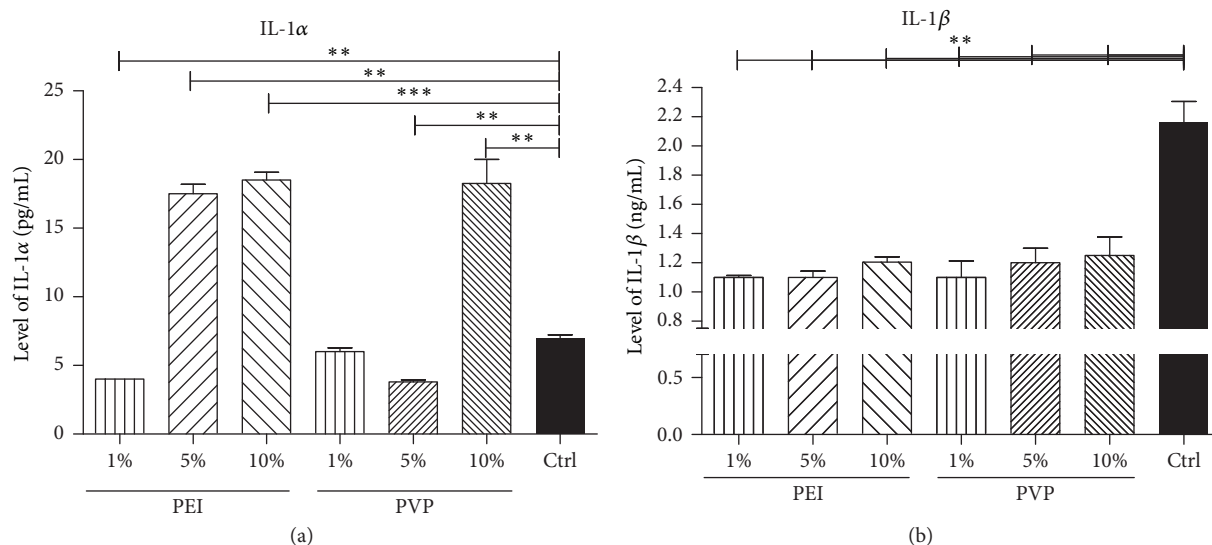 IL-1α
**
**
***
**
**
Level of IL-1α (pg/mL)
25
20
15
10
5
0
1% 5% 10% 1% 5% 10% Ctrl
PEI PVP
(a)
IL-1β
**
Level of IL-1β (ng/mL)
2.4
2.2
2.0
1.8
1.6
1.4
1.2
1.0
0.8
0.5
0.0
1% 5% 10% 1% 5% 10% Ctrl
PEI PVP
(b)